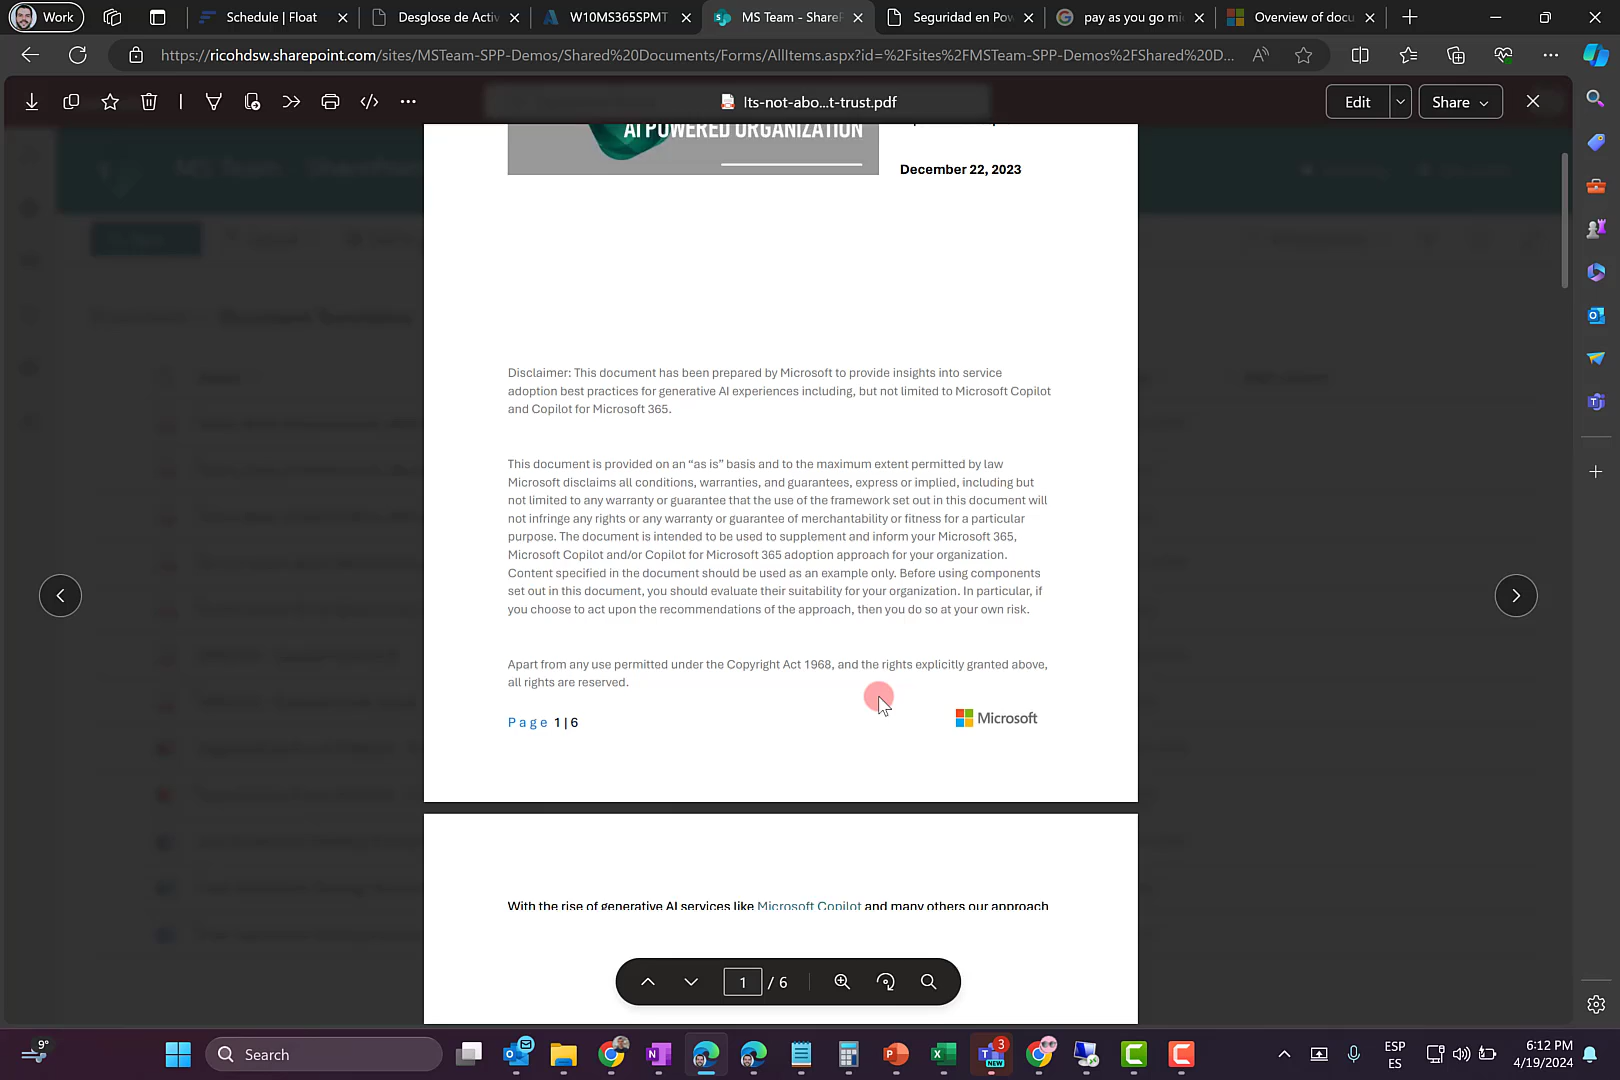 Work
Schedule | Float
Desglose de Activ
W10MS365SPMT
MS Team - ShareP
Seguridad en Pow
pay as you go mi
Overview of docu
https://ricohdsw.sharepoint.com/sites/MSTeam-SPP-Demos/Shared%20Documents/Forms/AllItems.aspx?id=%2Fsites%2FMSTeam-SPP-Demos%2FShared%20D...
Its-not-abo...t-trust.pdf
Edit
Share
AI POWERED ORGANIZATION
December 22, 2023
Disclaimer: This document has been prepared by Microsoft to provide insights into service
adoption best practices for generative AI experiences including, but not limited to Microsoft Copilot
and Copilot for Microsoft 365.
This document is provided on an “as is” basis and to the maximum extent permitted by law
Microsoft disclaims all conditions, warranties, and guarantees, express or implied, including but
not limited to any warranty or guarantee that the use of the framework set out in this document will
not infringe any rights or any warranty or guarantee of merchantability or fitness for a particular
purpose. The document is intended to be used to supplement and inform your Microsoft 365,
Microsoft Copilot and/or Copilot for Microsoft 365 adoption approach for your organization.
Content specified in the document should be used as an example only. Before using components
set out in this document, you should evaluate their suitability for your organization. In particular, if
you choose to act upon the recommendations of the approach, then you do so at your own risk.
Apart from any use permitted under the Copyright Act 1968, and the rights explicitly granted above,
all rights are reserved.
Page 1 | 6
Microsoft
With the rise of generative AI services like Microsoft Copilot and many others our approach
1 / 6
9°
Search
3
NEW
ESP
ES
6:12 PM
4/19/2024